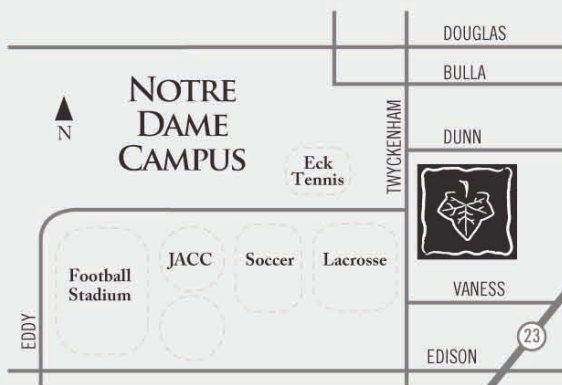 DOUGLAS
BULLA
NOTRE
DAME
CAMPUS
N
TWYCKENHAM
DUNN
Eck
Tennis
JACC
Soccer
Lacrosse
Football
Stadium
VANESS
EDDY
23
EDISON